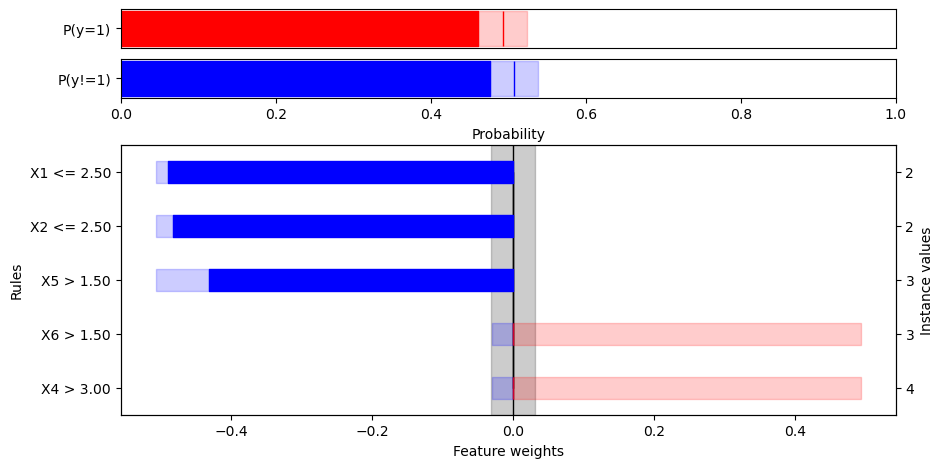 P(y=1)
P(y!=1)
0.0 0.2 0.4 0.6 0.8 1.0
Probability
X1 <= 2.50 2
X2 <= 2.50 2
X5 > 1.50 3
X6 > 1.50 3
X4 > 3.00 4
Rules
Instance values
−0.4 −0.2 0.0 0.2 0.4
Feature weights